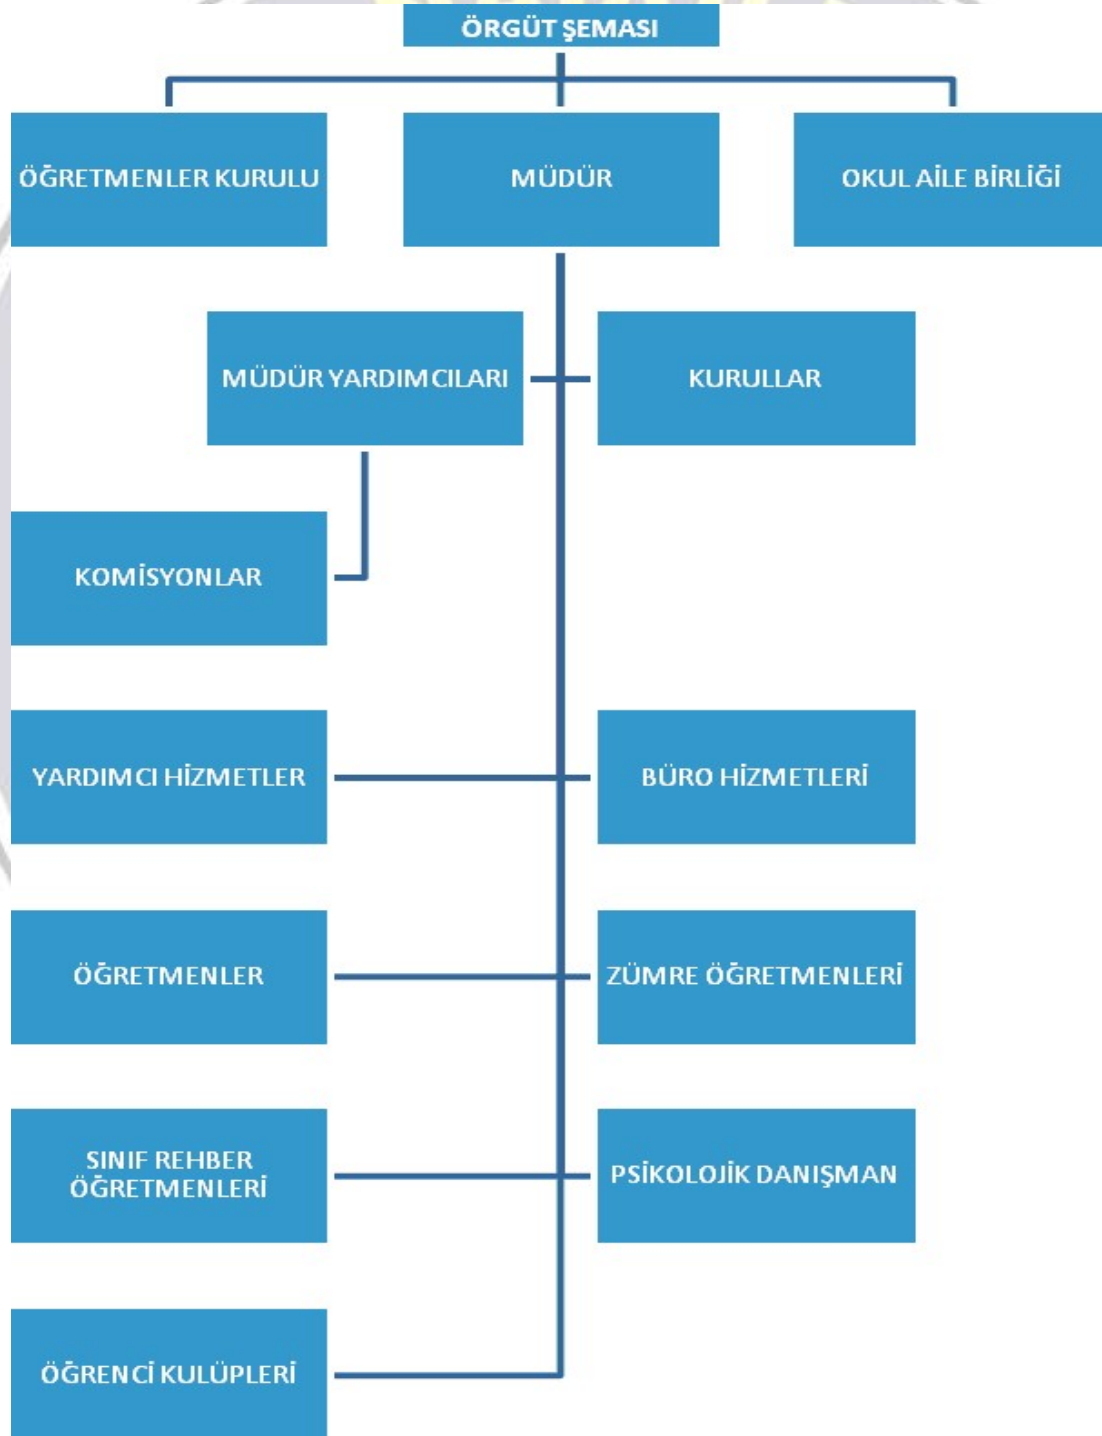 ÖRGÜT ŞEMASI
ÖĞRETMENLER KURULU
MÜDÜR
OKUL AİLE BİRLİĞİ
MÜDÜR YARDIMCILARI
KURULLAR
KOMİSYONLAR
YARDIMCI HİZMETLER
BÜRO HİZMETLERİ
ÖĞRETMENLER
ZÜMRE ÖĞRETMENLERİ
SINIF REHBER
ÖĞRETMENLERİ
PSİKOLOJİK DANIŞMAN
ÖĞRENCİ KULÜPLERİ